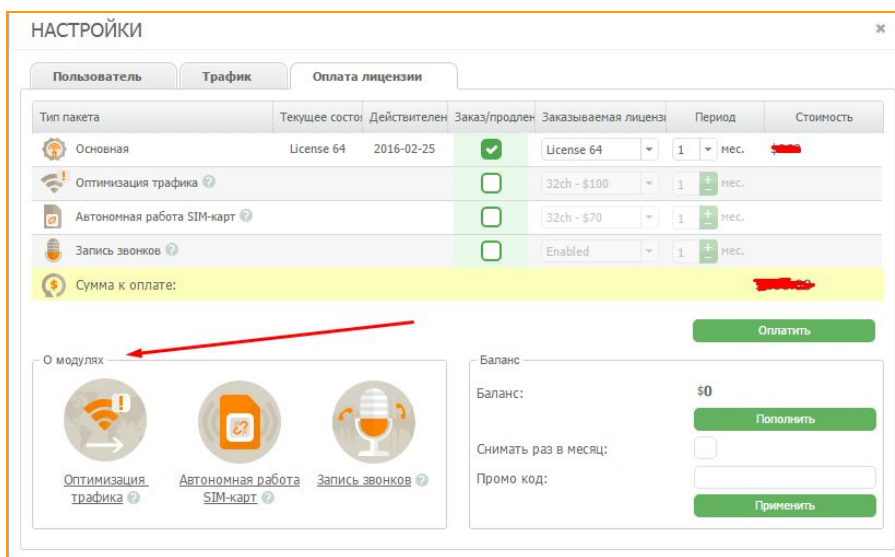 НАСТРОЙКИ
Пользователь Трафик Оплата лицензии
Тип пакета Текущее состоя Действителен Заказ/продлен Заказываемая лицензи Период Стоимость
Основная License 64 2016-02-25 License 64 1 мес.
Оптимизация трафика ? 32ch - $100 1 мес.
Автономная работа SIM-карт ? 32ch - $70 1 мес.
Запись звонков ? Enabled 1 мес.
Сумма к оплате:
Оплатить
О модулях
Оптимизация
трафика ?
Автономная работа
SIM-карт ?
Запись звонков ?
Баланс
Баланс: $0
Пополнить
Снимать раз в месяц:
Промо код:
Применить